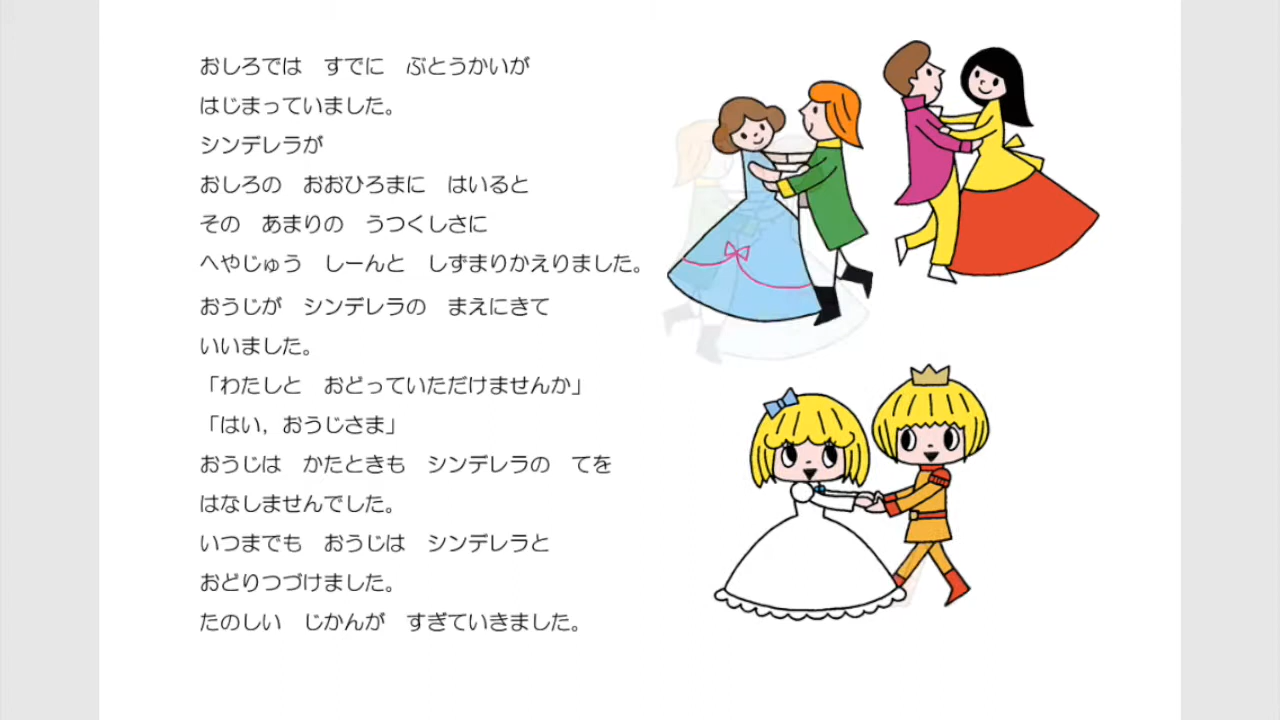 おしろでは　すでに　ぶとうかいが
はじまっていました。
シンデレラが
おしろの　おおひろまに　はいると
その　あまりの　うつくしさに
へやじゅう　しーんと　しずまりかえりました。
おうじが　シンデレラの　まえにきて
いいました。
「わたしと　おどっていただけませんか」
「はい，おうじさま」
おうじは　かたときも　シンデレラの　てを
はなしませんでした。
いつまでも　おうじは　シンデレラと
おどりつづけました。
たのしい　じかんが　すぎていきました。